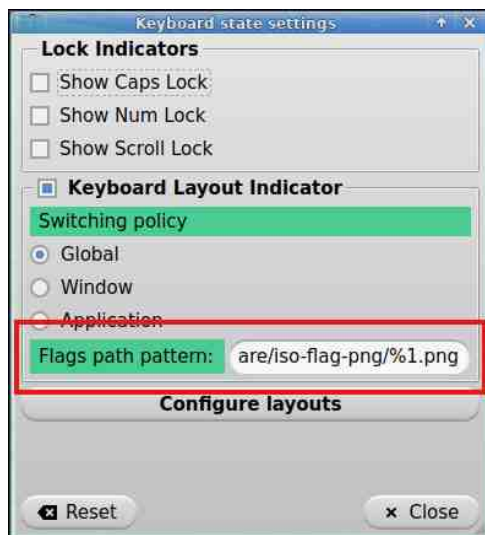 Keyboard state settings
Lock Indicators
Show Caps Lock
Show Num Lock
Show Scroll Lock
Keyboard Layout Indicator
Switching policy
Global
Window
Application
Flags path pattern: are/iso-flag-png/%1.png
Configure layouts
Reset Close